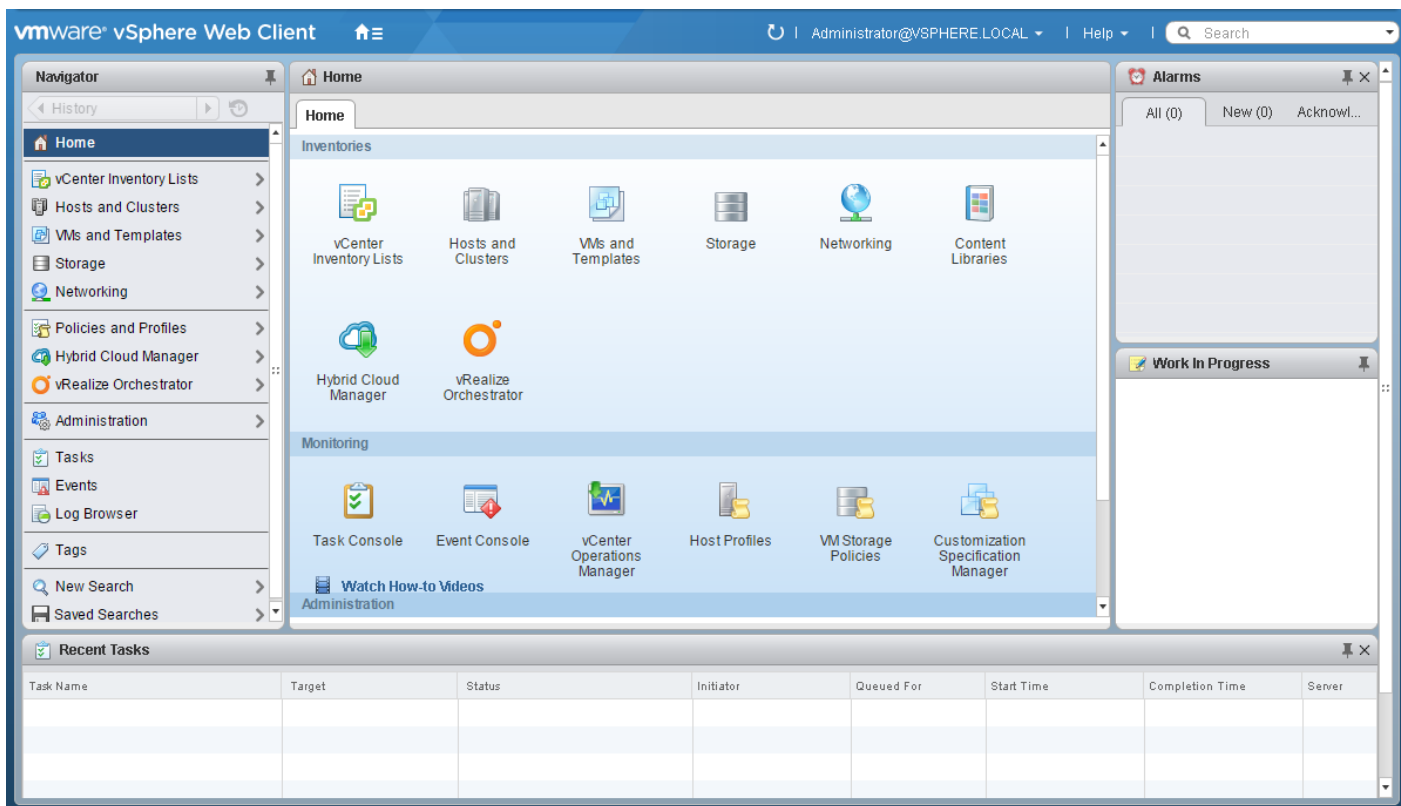 vmware® vSphere Web Client
Administrator@VSPHERE.LOCAL
Help
Search
Navigator
History
Home
vCenter Inventory Lists
Hosts and Clusters
VMs and Templates
Storage
Networking
Policies and Profiles
Hybrid Cloud Manager
vRealize Orchestrator
Administration
Tasks
Events
Log Browser
Tags
New Search
Saved Searches
Home
Home
Inventories
vCenter
Inventory Lists
Hosts and
Clusters
VMs and
Templates
Storage
Networking
Content
Libraries
Hybrid Cloud
Manager
vRealize
Orchestrator
Monitoring
Task Console
Event Console
vCenter
Operations
Manager
Host Profiles
VM Storage
Policies
Customization
Specification
Manager
Watch How-to Videos
Administration
Alarms
All (0)
New (0)
Acknowl...
Work In Progress
Recent Tasks
Task Name
Target
Status
Initiator
Queued For
Start Time
Completion Time
Server